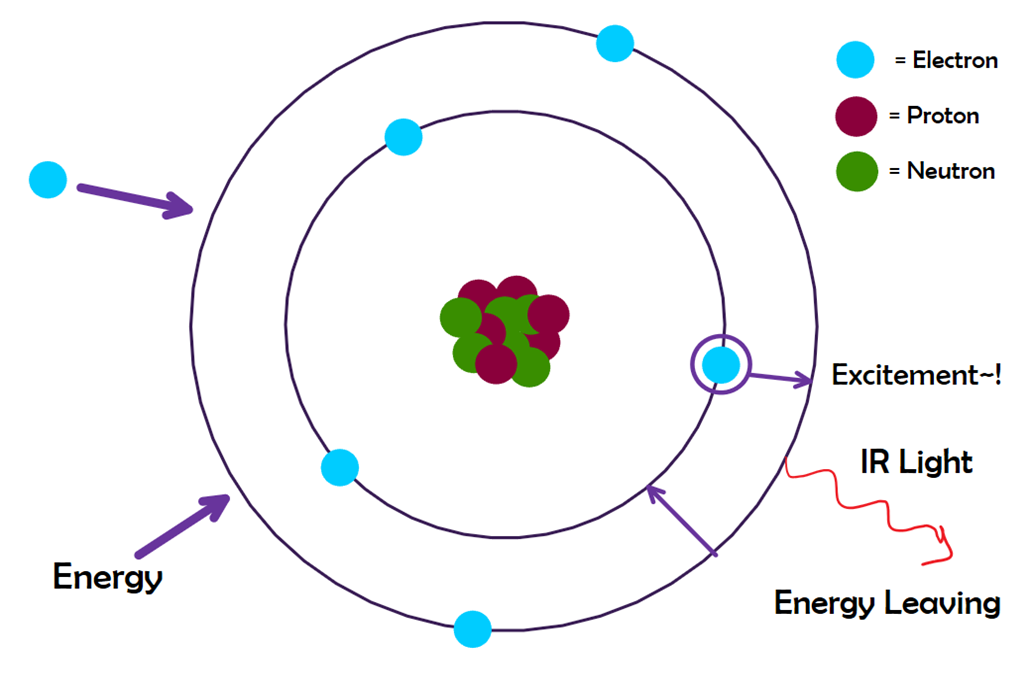 = Electron
= Proton
= Neutron
Excitement~!
IR Light
Energy
Energy Leaving